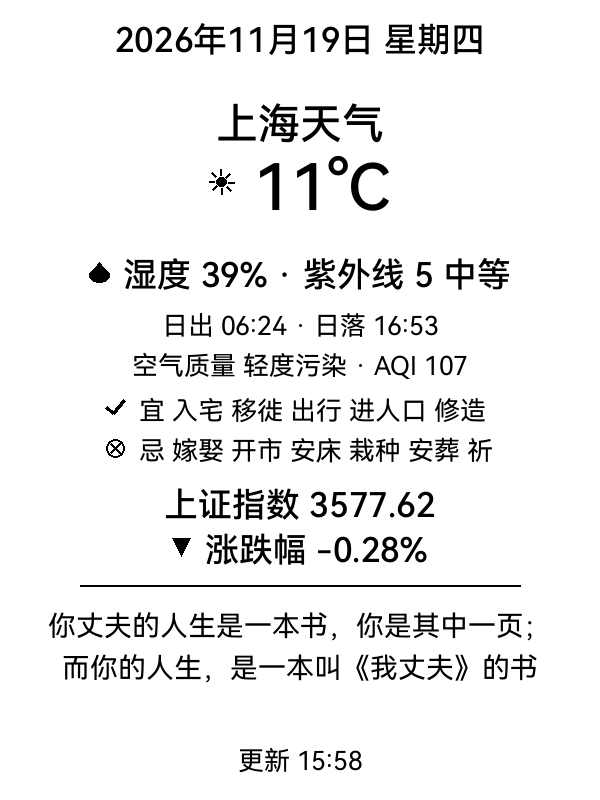 2026年11月19日 星期四
上海天气
11°C
湿度 39% · 紫外线 5 中等
日出 06:24 · 日落 16:53
空气质量 轻度污染 · AQI 107
宜 入宅 移徙 出行 进人口 修造
忌 嫁娶 开市 安床 栽种 安葬 祈
上证指数 3577.62
▼ 涨跌幅 -0.28%
你丈夫的人生是一本书，你是其中一页；
而你的人生，是一本叫《我丈夫》的书
更新 15:58